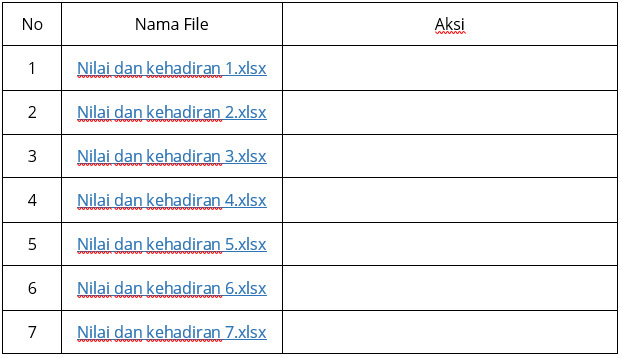 No Nama File Aksi
1 Nilai dan kehadiran 1.xlsx
2 Nilai dan kehadiran 2.xlsx
3 Nilai dan kehadiran 3.xlsx
4 Nilai dan kehadiran 4.xlsx
5 Nilai dan kehadiran 5.xlsx
6 Nilai dan kehadiran 6.xlsx
7 Nilai dan kehadiran 7.xlsx